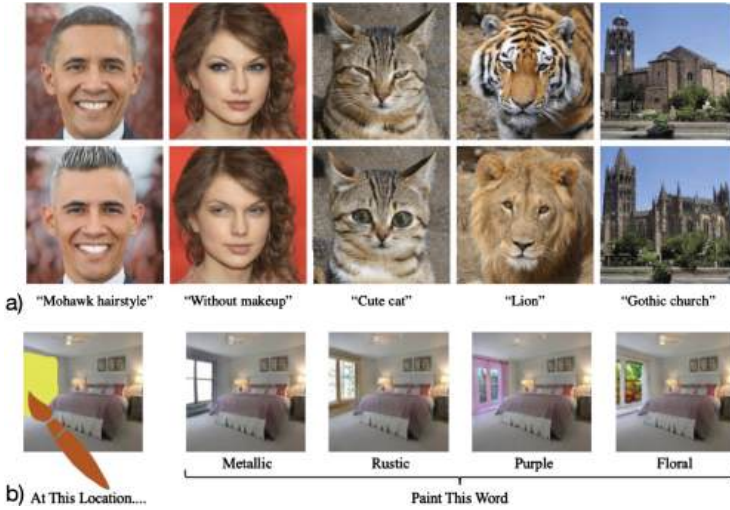 "Mohawk hairstyle" "Without makeup" "Cute cat" "Lion" "Gothic church"
a)
Metallic Rustic Purple Floral
b) At This Location.... Paint This Word